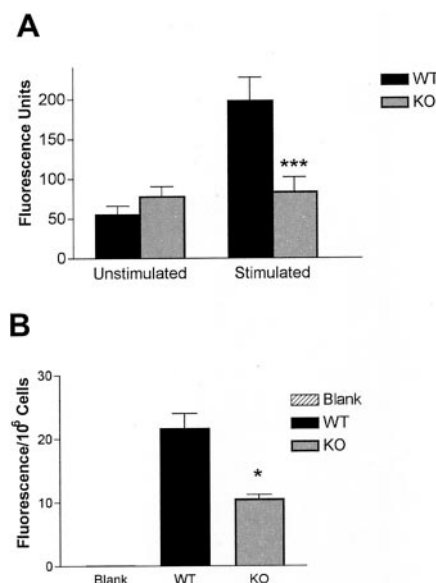 A
Fluorescence Units
200
150
100
50
0
WT
KO
***
Unstimulated
Stimulated
B
Fluorescence/10⁶ Cells
30
20
10
0
Blank
WT
KO
*
Blank
WT
KO